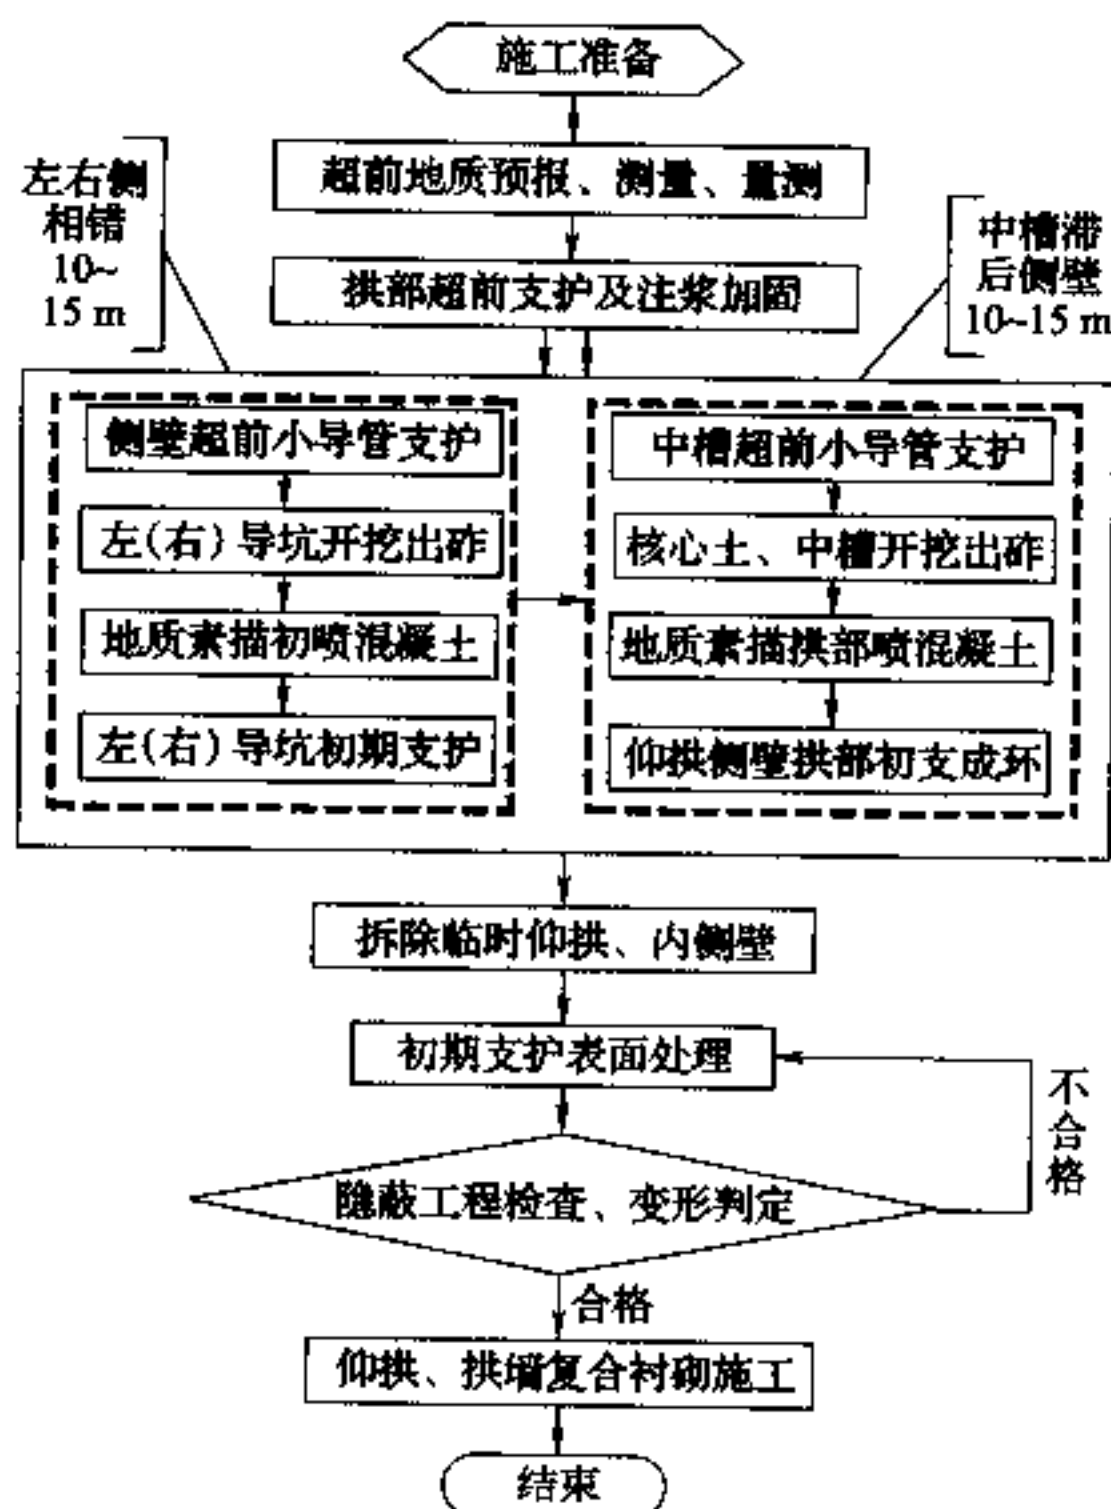 施工准备
超前地质预报、测量、量测
左右侧
相错
10~
15 m
中槽滞
后侧壁
10~15 m
拱部超前支护及注浆加固
侧壁超前小导管支护
左(右)导坑开挖出砟
地质素描初喷混凝土
左(右)导坑初期支护
中槽超前小导管支护
核心土、中槽开挖出砟
地质素描拱部喷混凝土
仰拱侧壁拱部初支成环
拆除临时仰拱、内侧壁
初期支护表面处理
不
合
格
隐蔽工程检查、变形判定
合格
仰拱、拱墙复合衬砌施工
结束